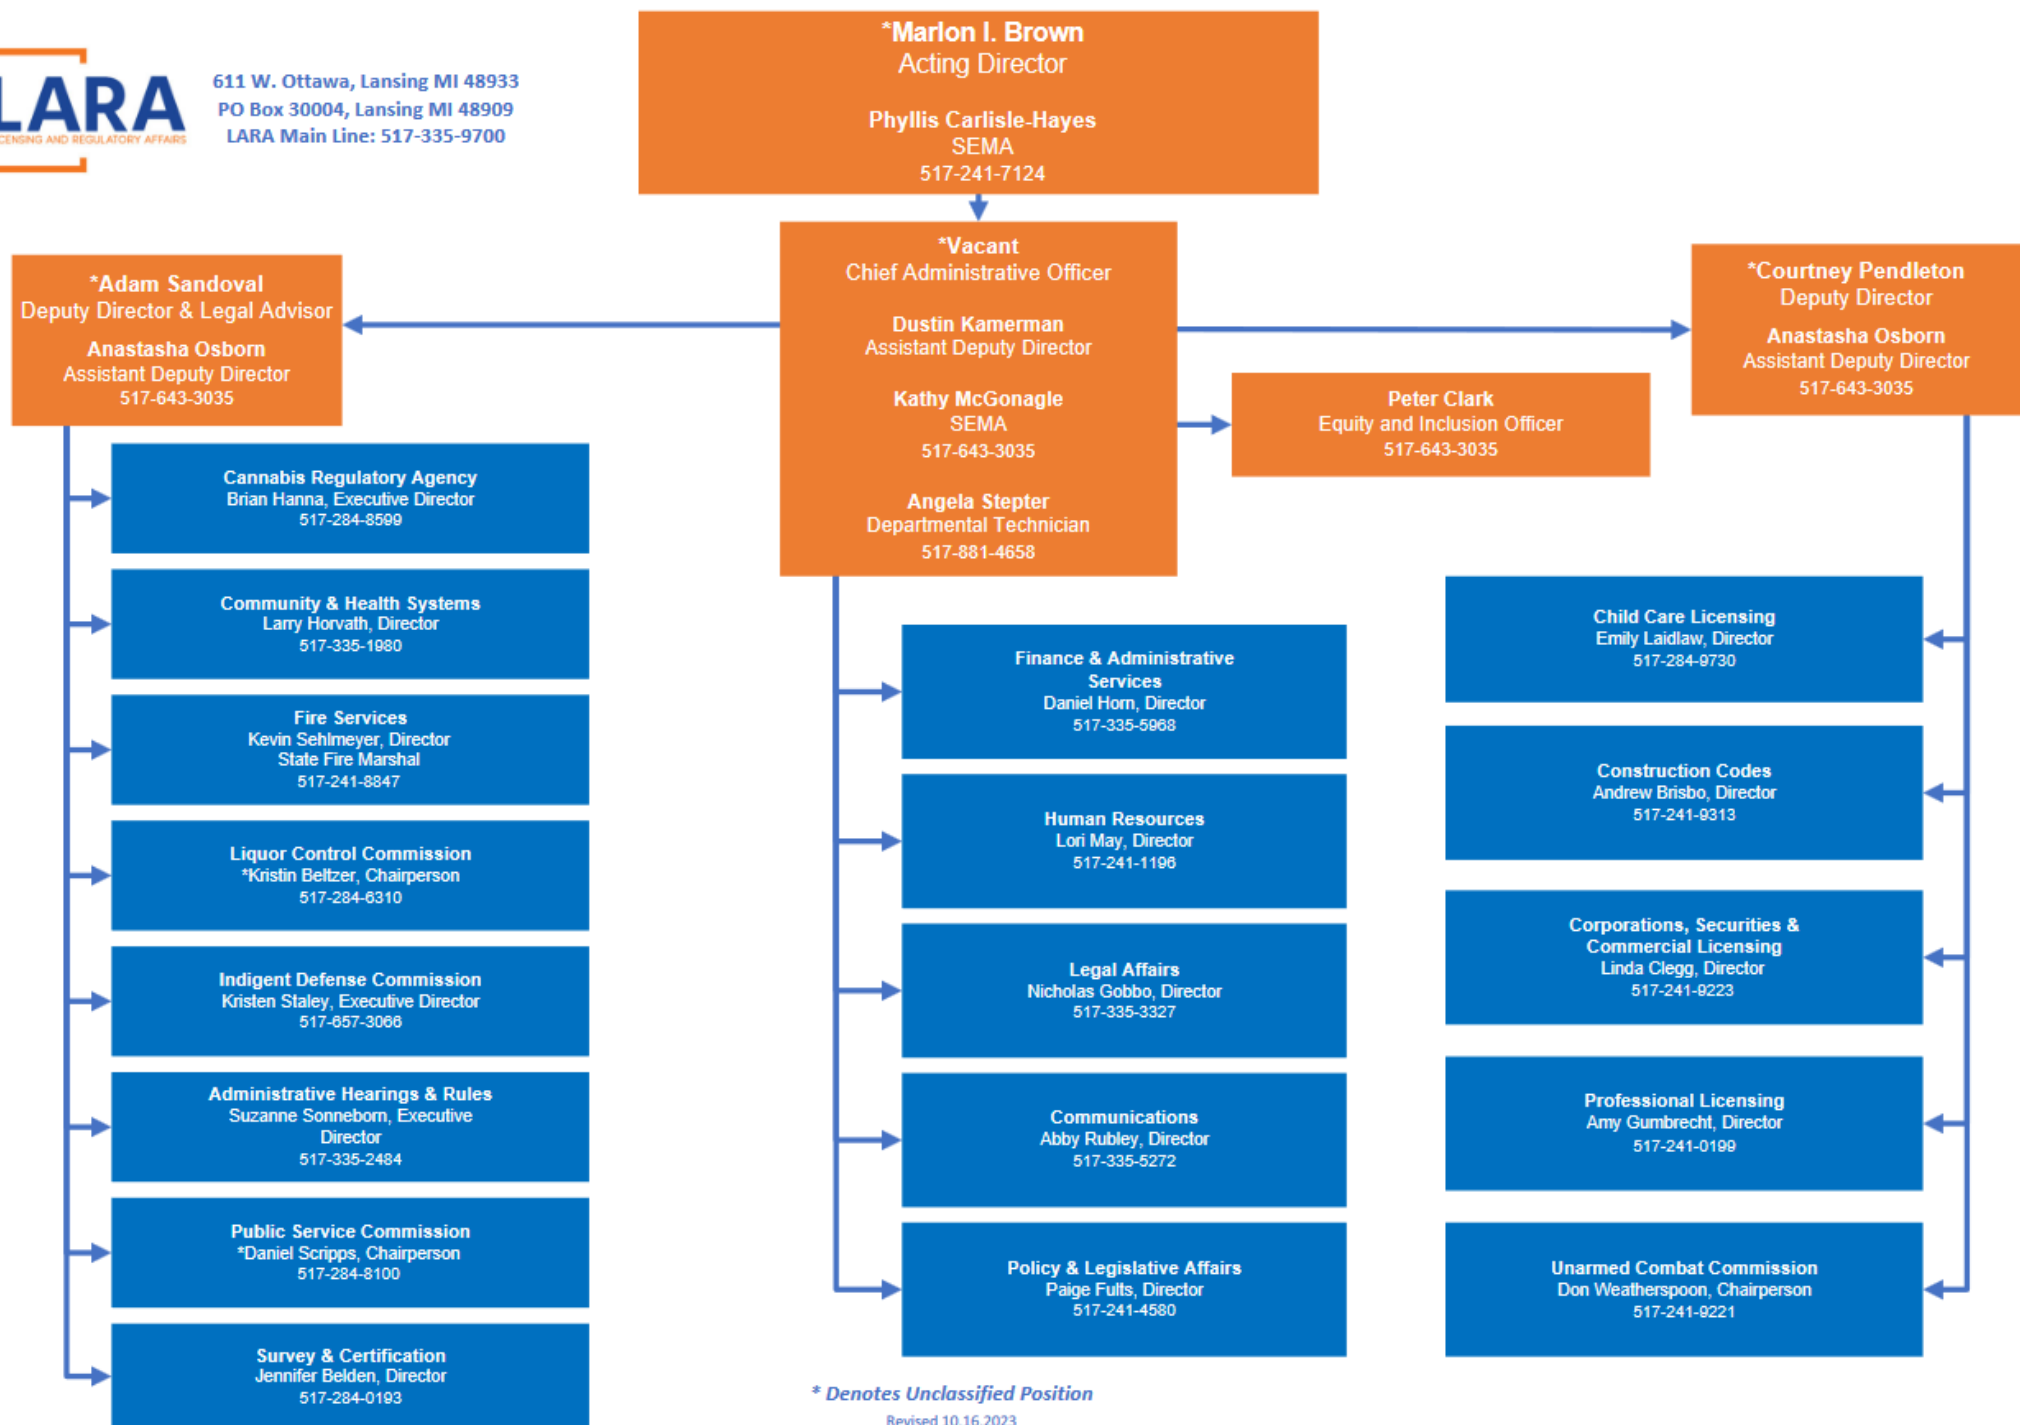 LARA
LICENSING AND REGULATORY AFFAIRS
611 W. Ottawa, Lansing MI 48933
PO Box 30004, Lansing MI 48909
LARA Main Line: 517-335-9700
*Marlon I. Brown
Acting Director
Phyllis Carlisle-Hayes
SEMA
517-241-7124
*Adam Sandoval
Deputy Director & Legal Advisor
Anastasha Osborn
Assistant Deputy Director
517-643-3035
*Vacant
Chief Administrative Officer
Dustin Kamerman
Assistant Deputy Director
Kathy McGonagle
SEMA
517-643-3035
Angela Stepter
Departmental Technician
517-881-4658
Peter Clark
Equity and Inclusion Officer
517-643-3035
*Courtney Pendleton
Deputy Director
Anastasha Osborn
Assistant Deputy Director
517-643-3035
Cannabis Regulatory Agency
Brian Hanna, Executive Director
517-284-8599
Community & Health Systems
Larry Horvath, Director
517-335-1980
Fire Services
Kevin Sehlmeyer, Director
State Fire Marshal
517-241-8847
Liquor Control Commission
*Kristin Beltzer, Chairperson
517-284-6310
Indigent Defense Commission
Kristen Staley, Executive Director
517-657-3066
Administrative Hearings & Rules
Suzanne Sonneborn, Executive
Director
517-335-2484
Public Service Commission
*Daniel Scripps, Chairperson
517-284-8100
Survey & Certification
Jennifer Belden, Director
517-284-0193
Finance & Administrative
Services
Daniel Horn, Director
517-335-5968
Human Resources
Lori May, Director
517-241-1196
Legal Affairs
Nicholas Gobbo, Director
517-335-3327
Communications
Abby Rubley, Director
517-335-5272
Policy & Legislative Affairs
Paige Fults, Director
517-241-4580
Child Care Licensing
Emily Laidlaw, Director
517-284-9730
Construction Codes
Andrew Brisbo, Director
517-241-9313
Corporations, Securities &
Commercial Licensing
Linda Clegg, Director
517-241-9223
Professional Licensing
Amy Gumbrecht, Director
517-241-0199
Unarmed Combat Commission
Don Weatherspoon, Chairperson
517-241-9221
* Denotes Unclassified Position
Revised 10.16.2023